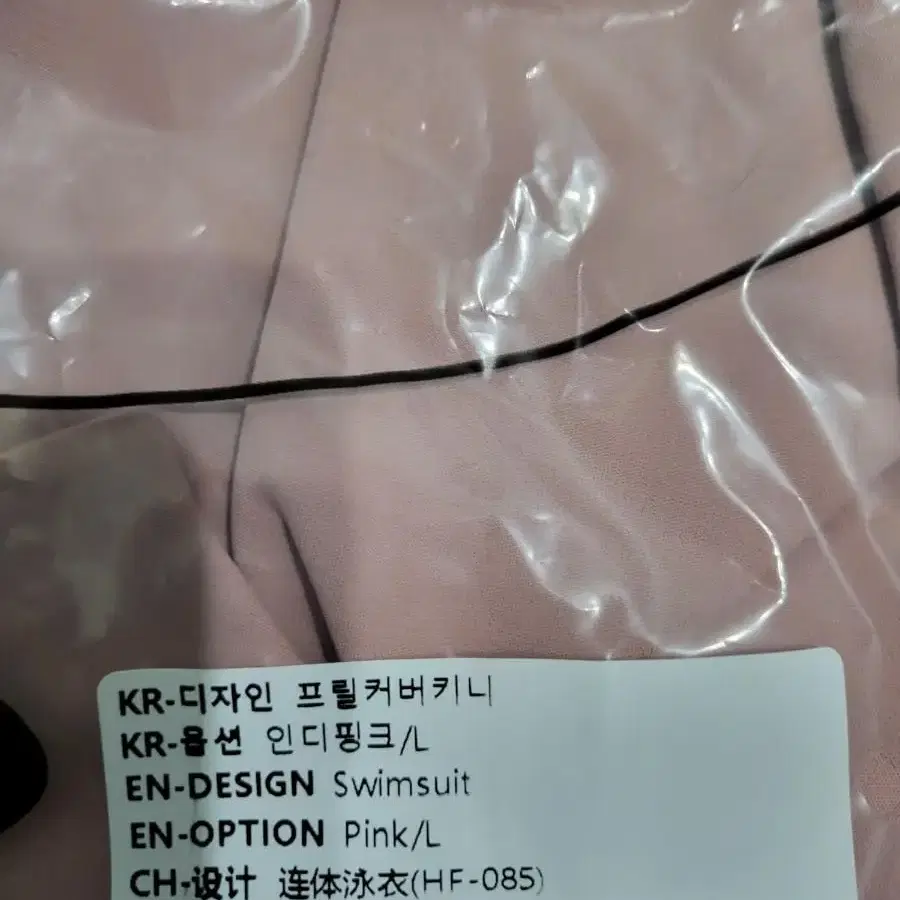 KR-디자인 프릴커버키니
KR-옵션 인디핑크/L
EN-DESIGN Swimsuit
EN-OPTION Pink/L
CH-设计 连体泳衣(HF-085)